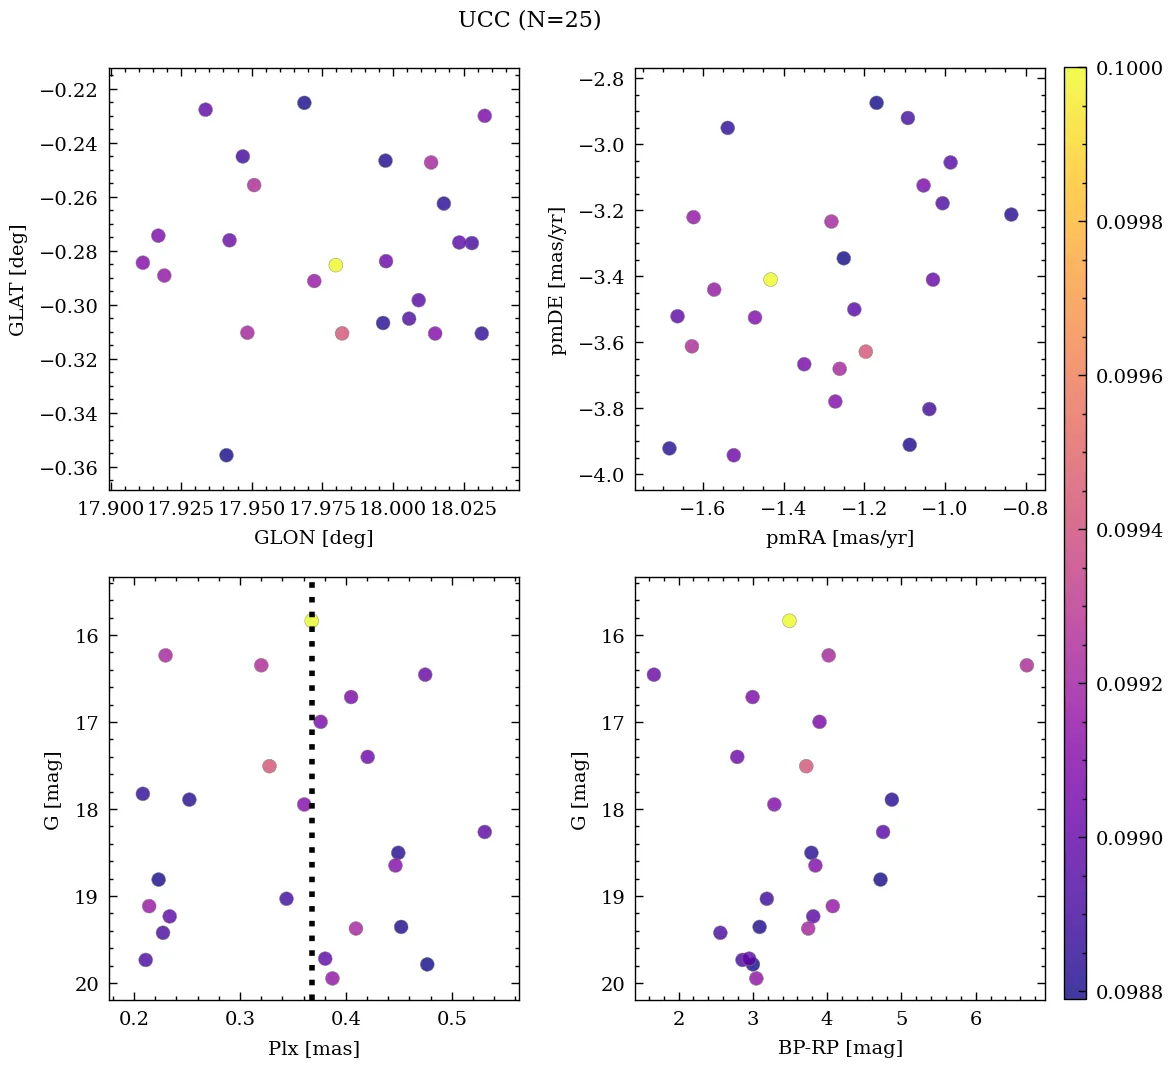 UCC (N=25)
−0.22
−0.24
−0.26
−0.28
−0.30
−0.32
−0.34
−0.36
GLAT [deg]
17.900 17.925 17.950 17.975 18.000 18.025
GLON [deg]
−2.8
−3.0
−3.2
−3.4
−3.6
−3.8
−4.0
pmDE [mas/yr]
−1.6 −1.4 −1.2 −1.0 −0.8
pmRA [mas/yr]
16
17
18
19
20
G [mag]
0.2 0.3 0.4 0.5
Plx [mas]
16
17
18
19
20
G [mag]
2 3 4 5 6
BP-RP [mag]
0.1000
0.0998
0.0996
0.0994
0.0992
0.0990
0.0988